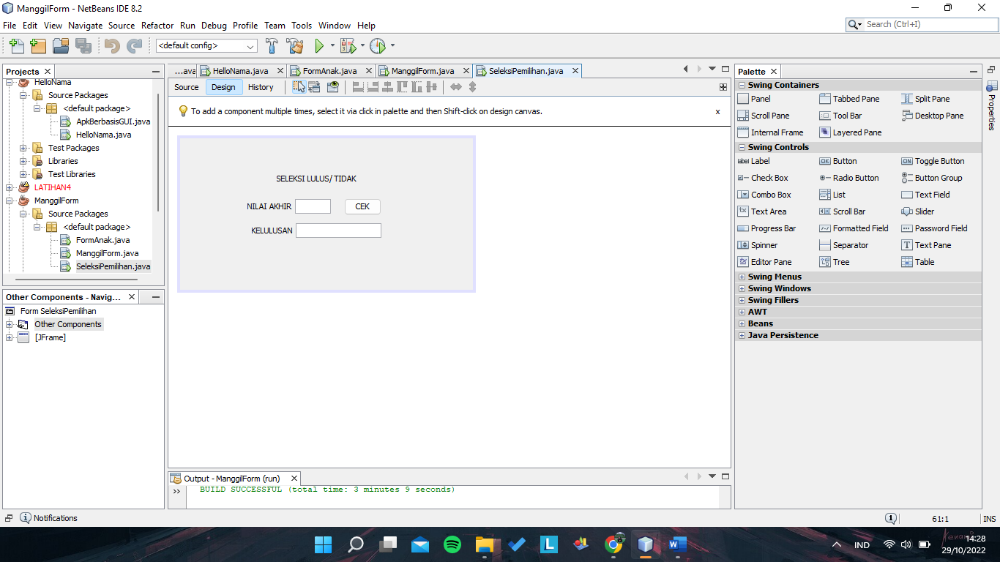 ManggilForm - NetBeans IDE 8.2
File Edit View Navigate Source Refactor Run Debug Profile Team Tools Window Help
Search (Ctrl+I)
<default config>
Projects
HelloNama
Source Packages
<default package>
ApkBerbasisGUI.java
HelloNama.java
Test Packages
Libraries
Test Libraries
LATIHAN4
ManggilForm
Source Packages
<default package>
FormAnak.java
ManggilForm.java
SeleksiPemilihan.java
Other Components - Navig...
Form SeleksiPemilihan
Other Components
[JFrame]
...ava HelloNama.java FormAnak.java ManggilForm.java SeleksiPemilihan.java
Source Design History
To add a component multiple times, select it via click in palette and then Shift-click on design canvas. x
SELEKSI LULUS/ TIDAK
NILAI AKHIR CEK
KELULUSAN
Output - ManggilForm (run)
BUILD SUCCESSFUL (total time: 3 minutes 9 seconds)
Palette
Swing Containers
Panel Tabbed Pane Split Pane
Scroll Pane Tool Bar Desktop Pane
Internal Frame Layered Pane
Swing Controls
label Label OK Button ON Toggle Button
Check Box Radio Button Button Group
Combo Box List Text Field
Text Area Scroll Bar Slider
Progress Bar Formatted Field Password Field
Spinner Separator Text Pane
Editor Pane Tree Table
Swing Menus
Swing Windows
Swing Fillers
AWT
Beans
Java Persistence
Properties
Notifications
1 61:1 INS
IND
14:28
29/10/2022